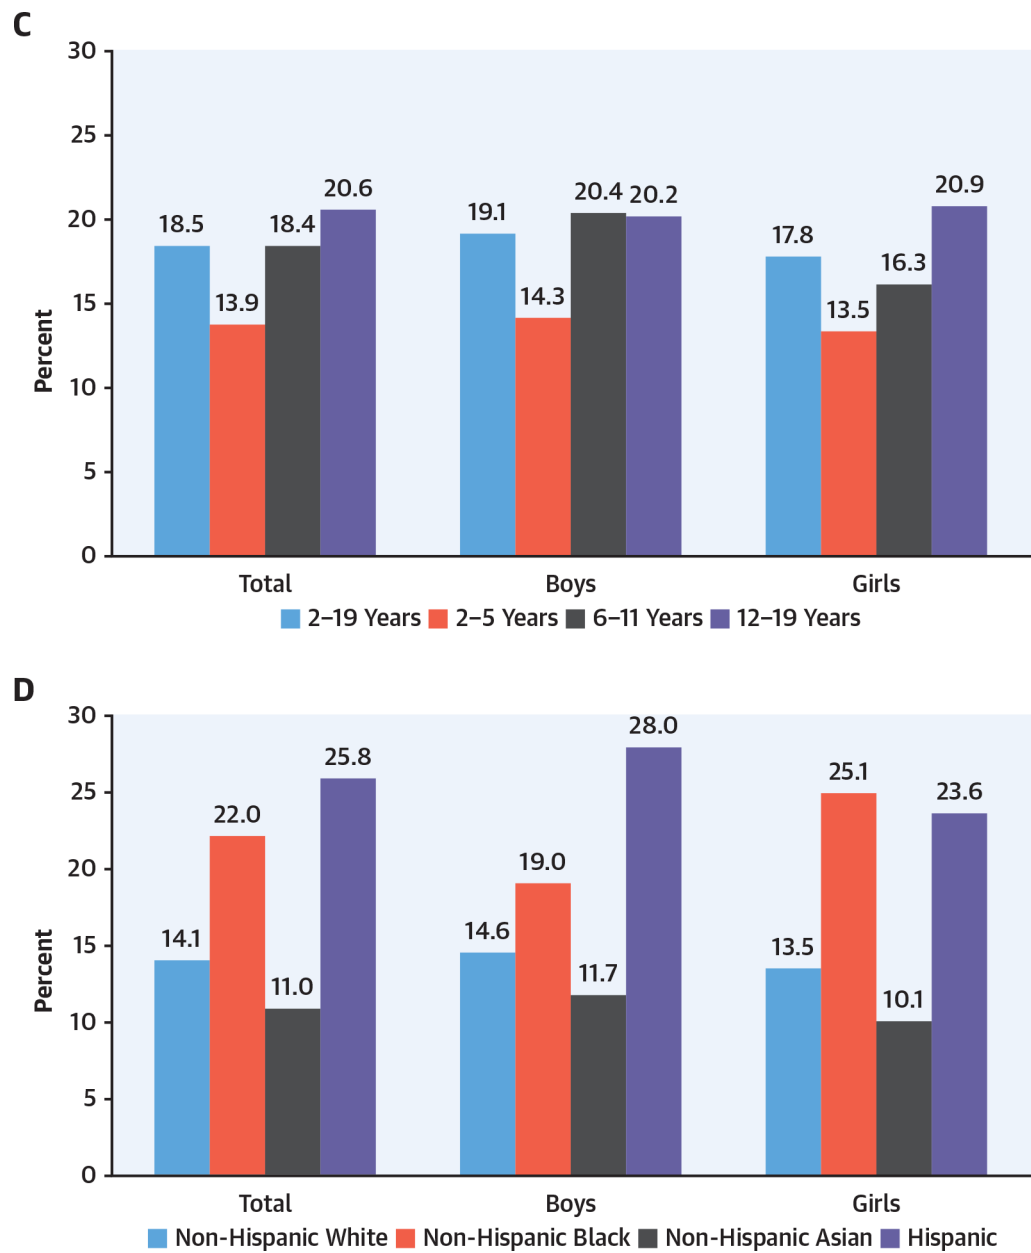 C
30
25
20
15
10
5
0
Percent
18.5 13.9 18.4 20.6
19.1 14.3 20.4 20.2
17.8 13.5 16.3 20.9
Total Boys Girls
2–19 Years 2–5 Years 6–11 Years 12–19 Years
D
30
25
20
15
10
5
0
Percent
14.1 22.0 11.0 25.8
14.6 19.0 11.7 28.0
13.5 25.1 10.1 23.6
Total Boys Girls
Non-Hispanic White Non-Hispanic Black Non-Hispanic Asian Hispanic